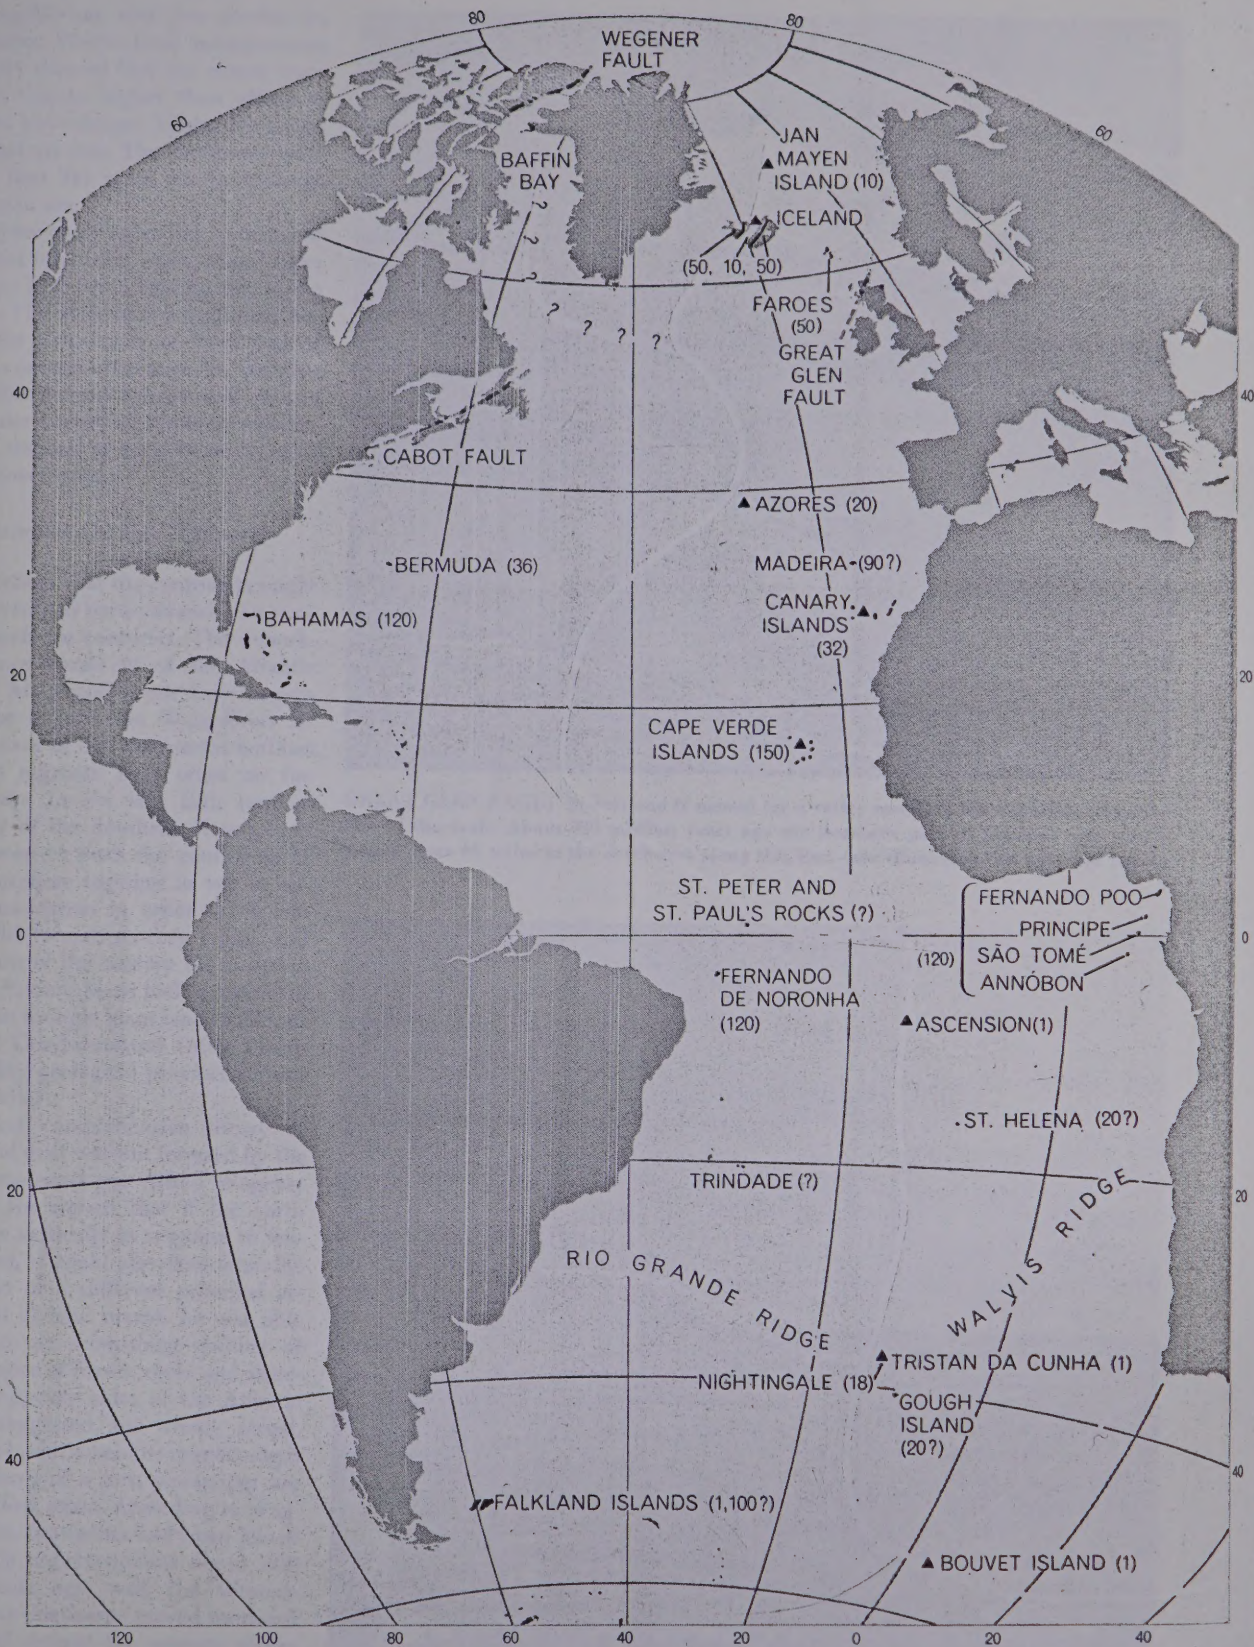 80
80
WEGENER
FAULT
60
60
JAN
MAYEN
ISLAND (10)
BAFFIN
BAY
?
?
?
ICELAND
(50, 10, 50)
FAROES
(50)
? ? ? ?
GREAT
GLEN
FAULT
40
40
CABOT FAULT
AZORES (20)
BERMUDA (36)
MADEIRA (90?)
BAHAMAS (120)
CANARY
ISLANDS
(32)
20
20
CAPE VERDE
ISLANDS (150)
ST. PETER AND
ST. PAUL'S ROCKS (?)
FERNANDO POO
PRINCIPE
SÃO TOMÉ
ANNÓBON
(120)
0
0
FERNANDO
DE NORONHA
(120)
ASCENSION (1)
ST. HELENA (20?)
TRINDADE (?)
20
20
RIO GRANDE RIDGE
WALVIS RIDGE
TRISTAN DA CUNHA (1)
NIGHTINGALE (18)
GOUGH
ISLAND
(20?)
40
40
FALKLAND ISLANDS (1,100?)
BOUVET ISLAND (1)
120 100 80 60 40 20 0 20 40